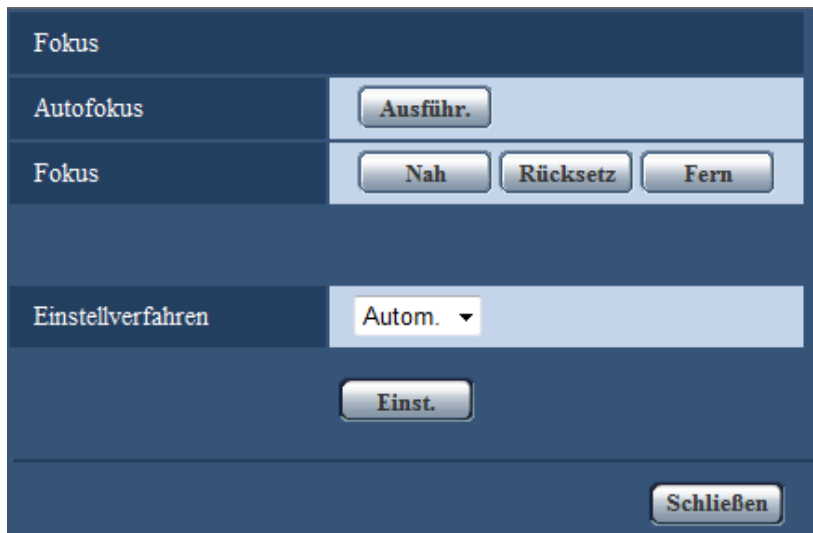 Fokus
Autofokus Ausführ.
Fokus Nah Rücksetz Fern
Einstellverfahren Autom.
Einst.
Schließen